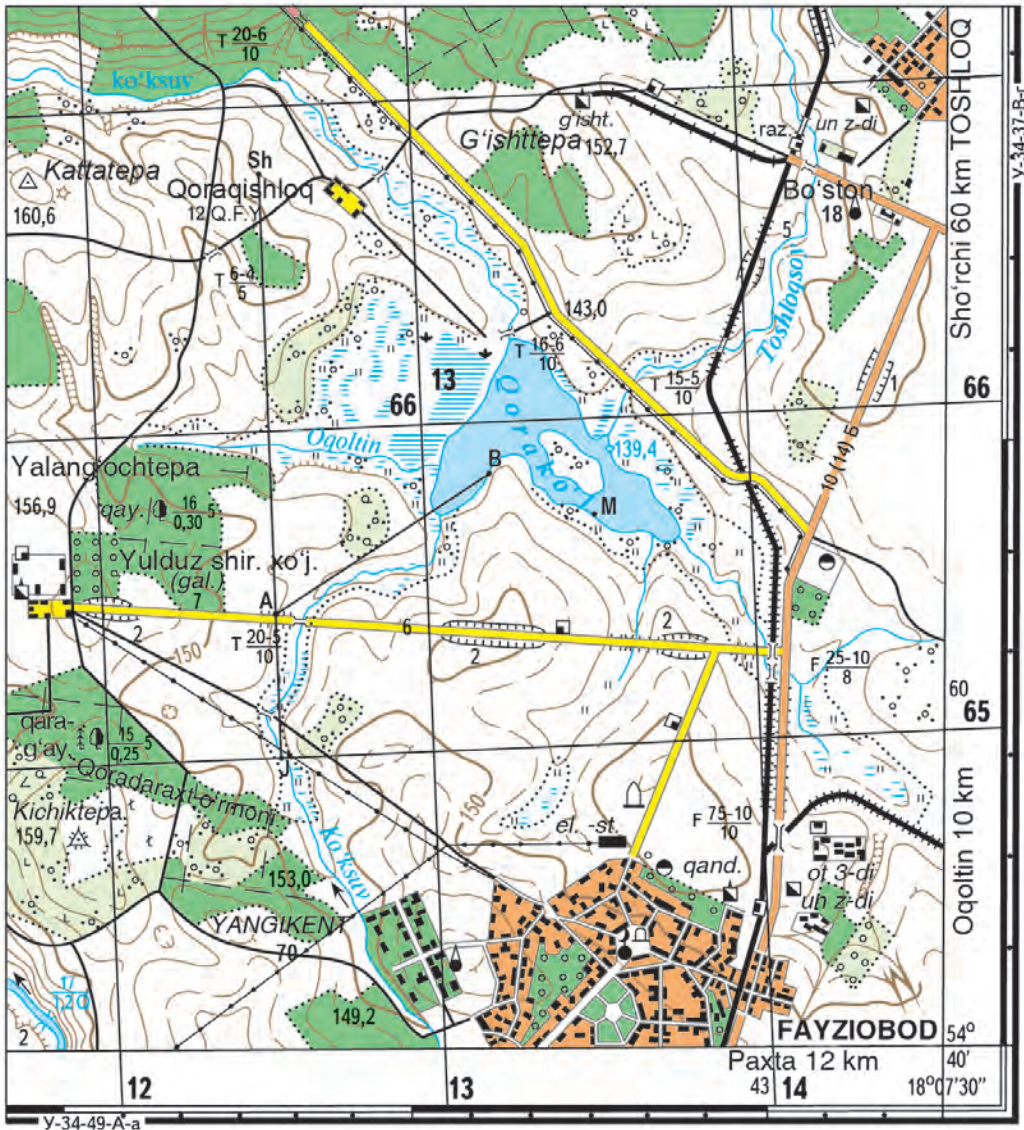 T 20-6
10
ko'ksuv
Kattatepa
160,6
Sh
Qoraqishloq
12 Q.F.Y.
T 6-4
5
g'isht.
G'ishttepa 152,7
raz.
un z-di
Bo'ston
18
5
TOSHLOQ
Sho'rchi 60 km
У-34-37-В-г
Toshloqsoy
143,0
T 16-6
10
T 15-5
10
13
66
66
Oqoltin
Qorako'l
139,4
B
M
1
10 (14) Б
Yalang'ochtepa
156,9
qay.
16
0,30
5
Yulduz shir. xo'j.
(gal.)
7
A
2
T 20-5
10
6
2
2
150
F 25-10
8
60
65
qara-
g'ay.
15
0,25
5
Qoradaraxt o'rmoni
Kichiktepa
159,7
150
F 75-10
10
el. st.
qand.
153,0
Ko'ksuv
YANGIKENT
70
149,2
ot 3-di
un z-di
Oqoltin 10 km
17
120
2
FAYZIOBOD
54°
40'
Paxta 12 km
12
13
43
14
18°07'30"
У-34-49-А-а